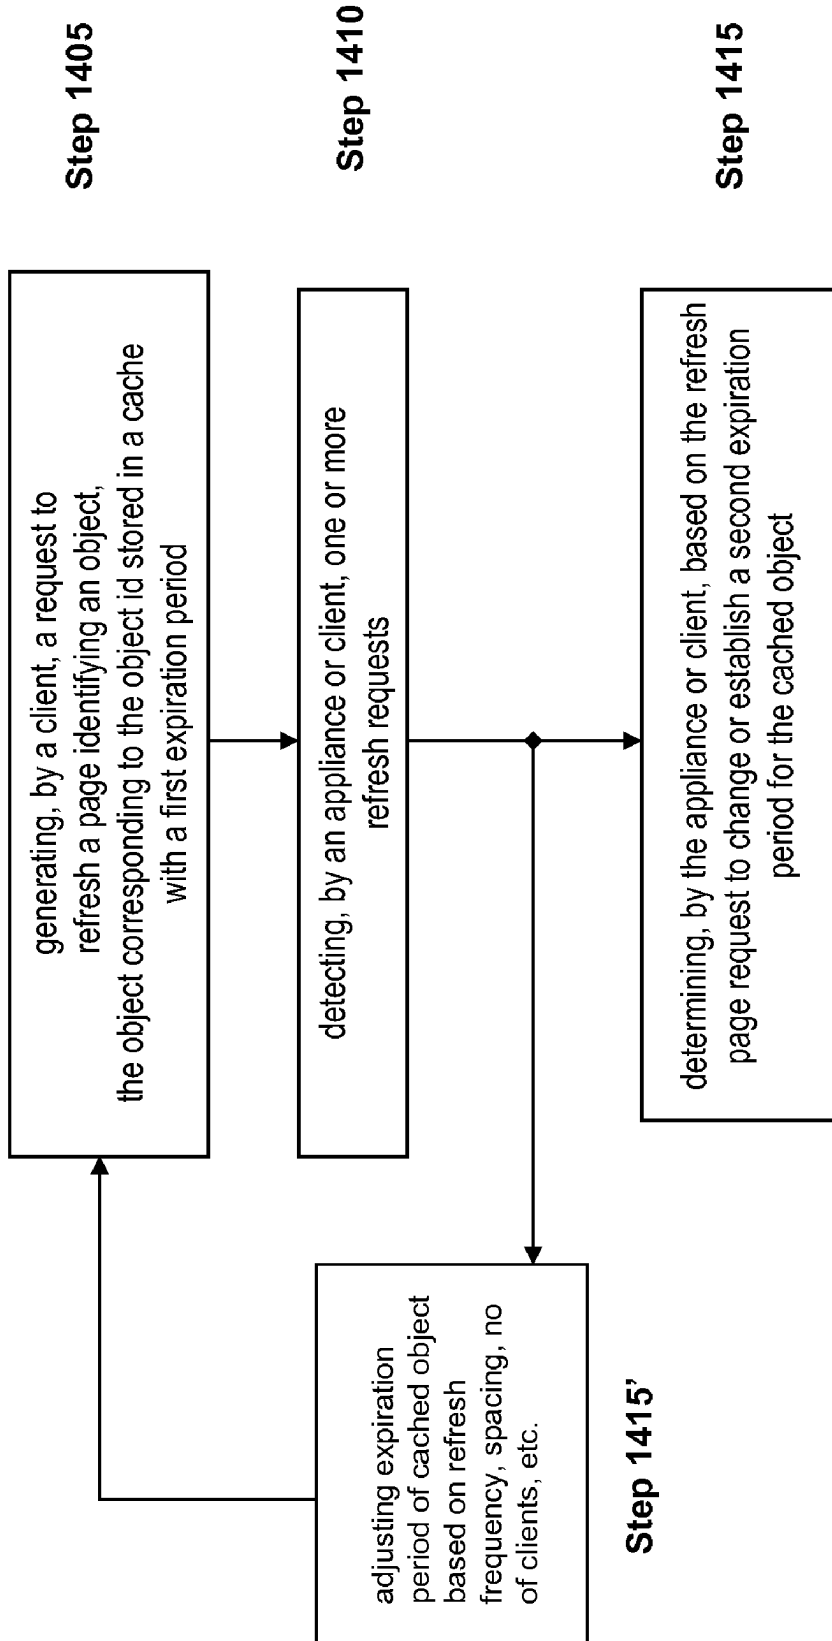 generating, by a client, a request to
refresh a page identifying an object,
the object corresponding to the object id stored in a cache
with a first expiration period
Step 1405
detecting, by an appliance or client, one or more
refresh requests
Step 1410
adjusting expiration
period of cached object
based on refresh
frequency, spacing, no
of clients, etc.
Step 1415’
determining, by the appliance or client, based on the refresh
page request to change or establish a second expiration
period for the cached object
Step 1415